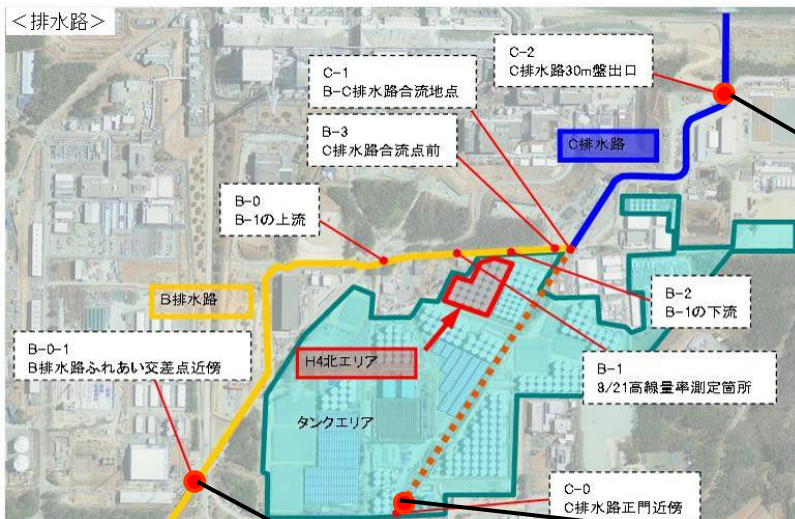 <排水路>
C-2
C排水路30m盤出口
C-1
B-C排水路合流地点
B-3
C排水路合流点前
C排水路
B-0
B-1の上流
B排水路
B-2
B-1の下流
B-0-1
B排水路ふれあい交差点近傍
H4北エリア
B-1
8/21高線量率測定箇所
タンクエリア
C-0
C排水路正門近傍